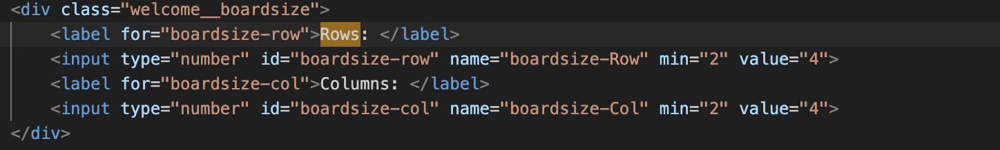 <div class="welcome__boardsize">
    <label for="boardsize-row">Rows: </label>
    <input type="number" id="boardsize-row" name="boardsize-Row" min="2" value="4">
    <label for="boardsize-col">Columns: </label>
    <input type="number" id="boardsize-col" name="boardsize-Col" min="2" value="4">
</div>